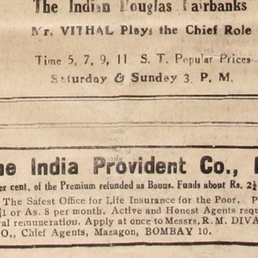 The Indian Douglas Fairbanks
Mr. VITHAL Plays the Chief Role
Time 5, 7, 9, 11 S. T. Popular Prices
Saturday & Sunday 3. P. M.
he India Provident Co., L
er cent, of the Premium refunded as Bonus. Funds about Rs. 2¼
The Safest Office for Life Insurance for the Poor. P
1 or As. 8 per month. Active and Honest Agents requ
ral remuneration. Apply at once to Messrs. R. M. DIVA
O., Chief Agents, Mazagon, BOMBAY 10.